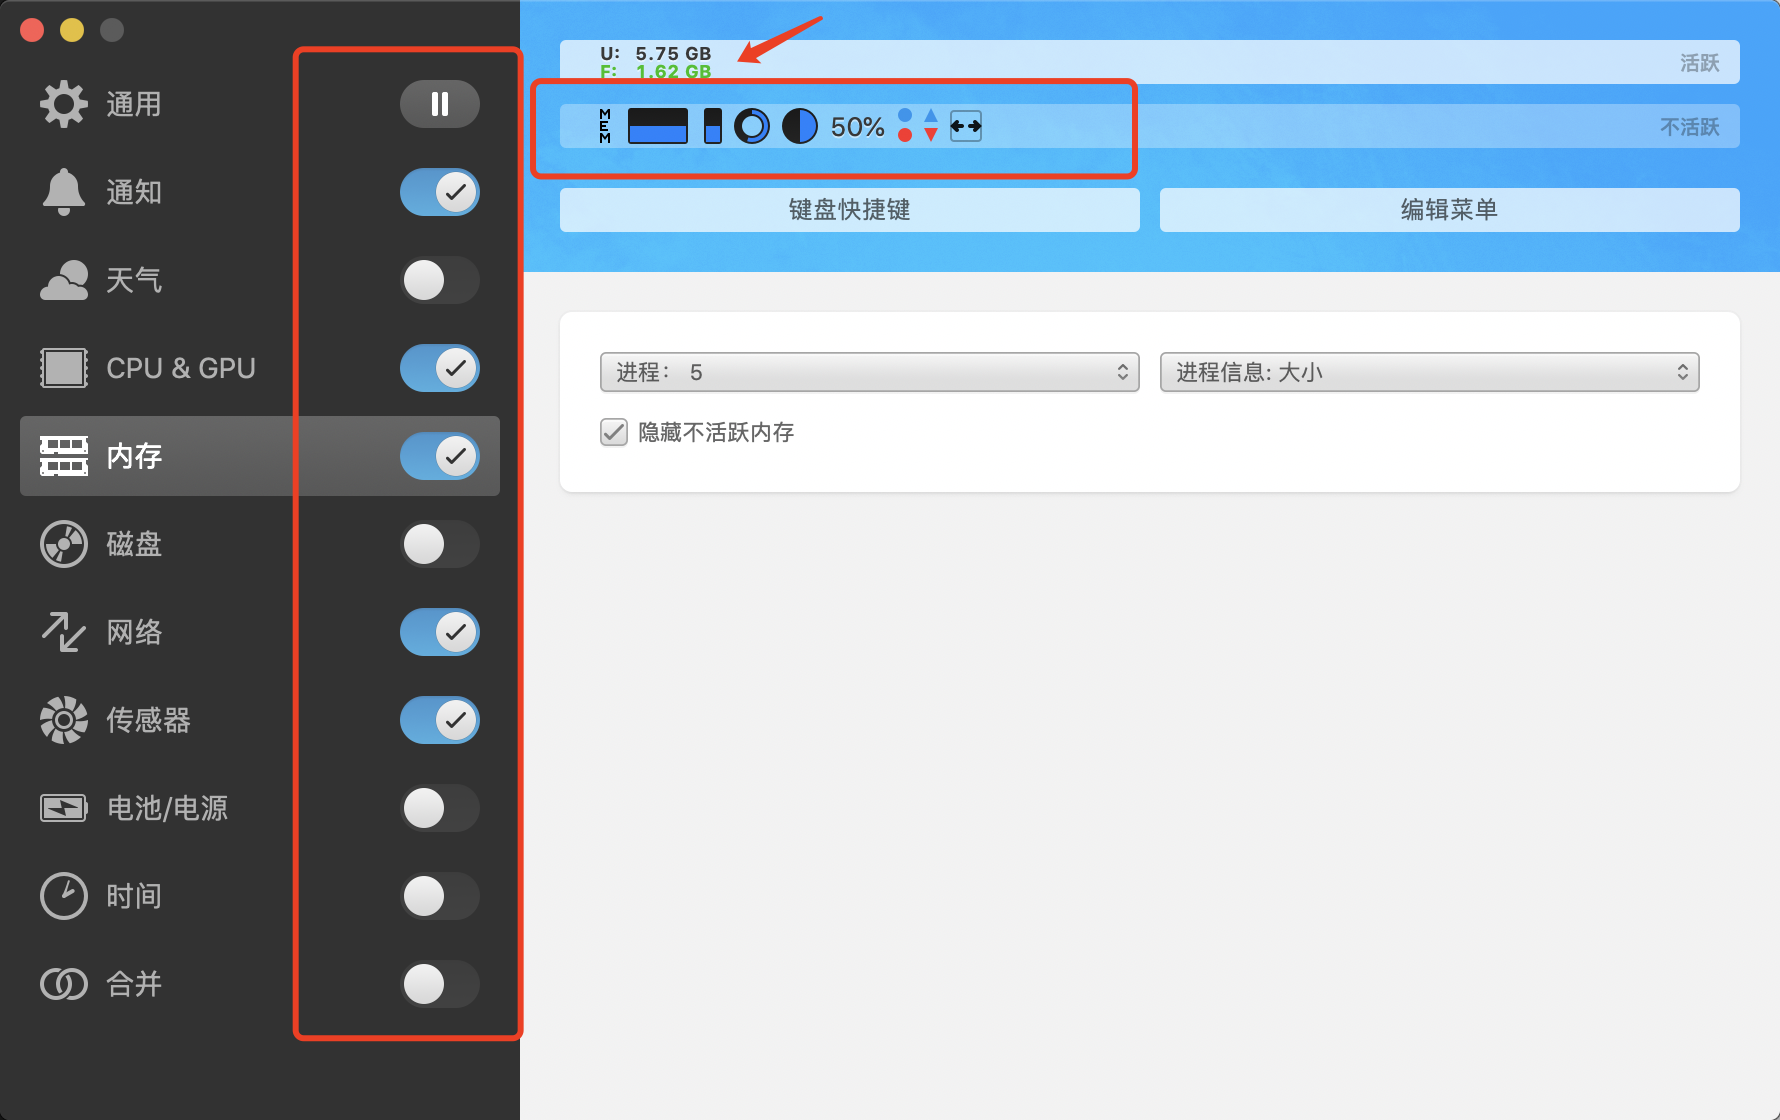 通用
通知
天气
CPU & GPU
内存
磁盘
网络
传感器
电池/电源
时间
合并
U: 5.75 GB
F: 1.62 GB
活跃
MEM
50%
不活跃
键盘快捷键
编辑菜单
进程： 5
进程信息: 大小
隐藏不活跃内存